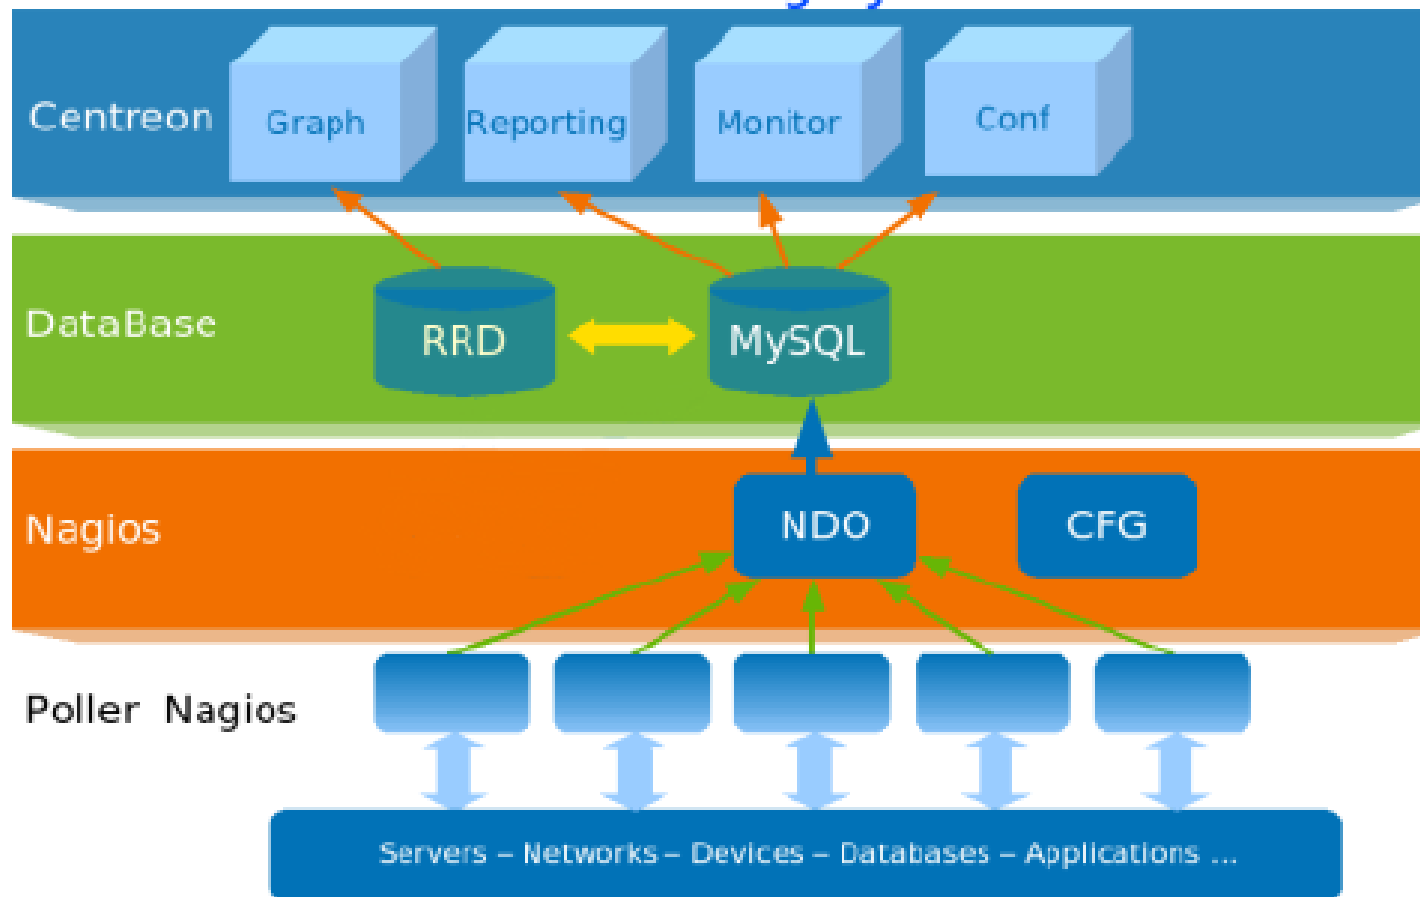 Centreon
Graph
Reporting
Monitor
Conf
DataBase
RRD
MySQL
Nagios
NDO
CFG
Poller Nagios
Servers – Networks – Devices – Databases – Applications ...